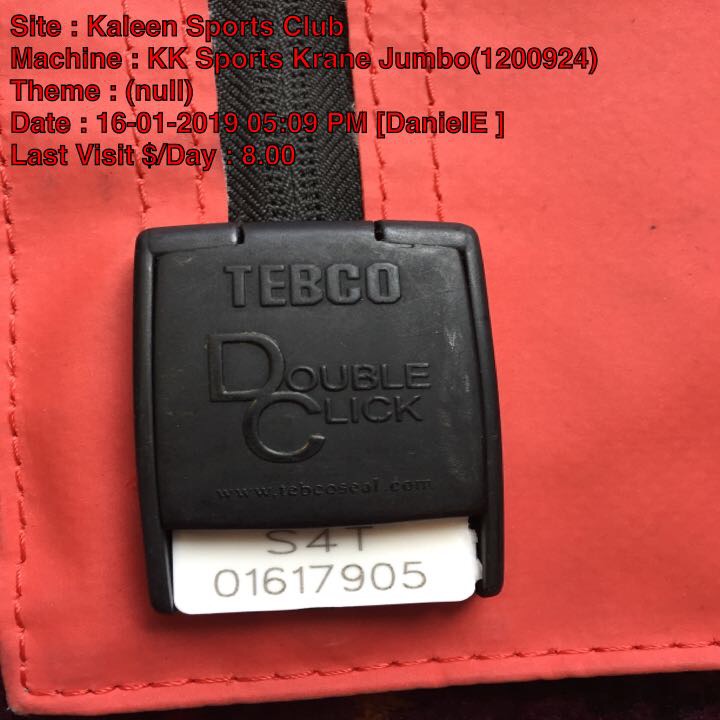 Site : Kaleen Sports Club
Machine : KK Sports Krane Jumbo(1200924)
Theme : (null)
Date : 16-01-2019 05:09 PM [DanielE ]
Last Visit $/Day : 8.00
TEBCO
DOUBLE
CLICK
www.tebcoseal.com
S4T
01617905